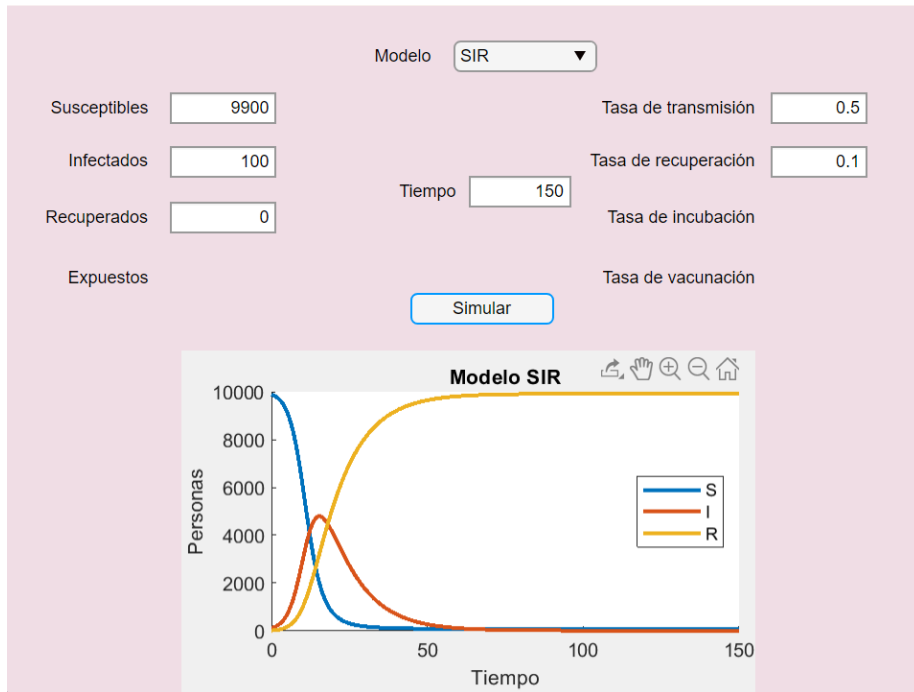 Modelo SIR
Susceptibles 9900
Tasa de transmisión 0.5
Infectados 100
Tasa de recuperación 0.1
Tiempo 150
Recuperados 0
Tasa de incubación
Expuestos
Tasa de vacunación
Simular
Modelo SIR
10000
8000
6000
4000
2000
0
Personas
S
I
R
0 50 100 150
Tiempo